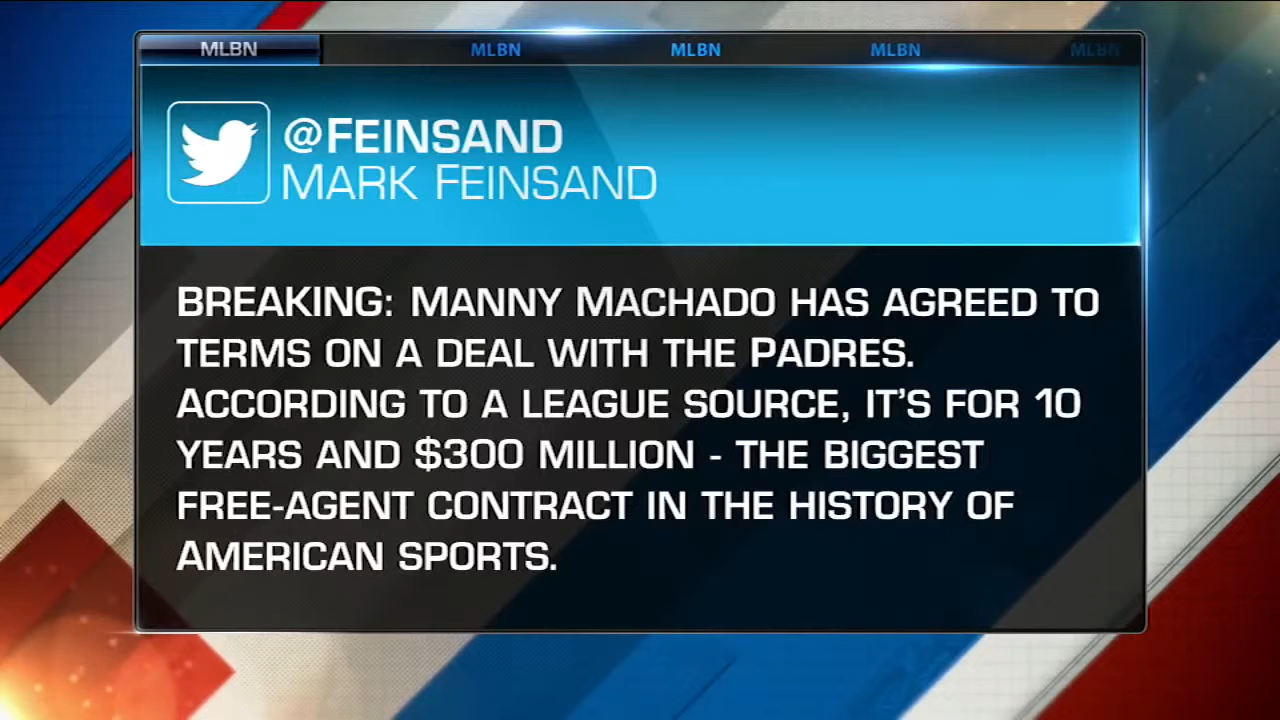 MLBN MLBN MLBN MLBN MLBN
@FEINSAND
MARK FEINSAND
BREAKING: MANNY MACHADO HAS AGREED TO
TERMS ON A DEAL WITH THE PADRES.
ACCORDING TO A LEAGUE SOURCE, IT'S FOR 10
YEARS AND $300 MILLION - THE BIGGEST
FREE-AGENT CONTRACT IN THE HISTORY OF
AMERICAN SPORTS.